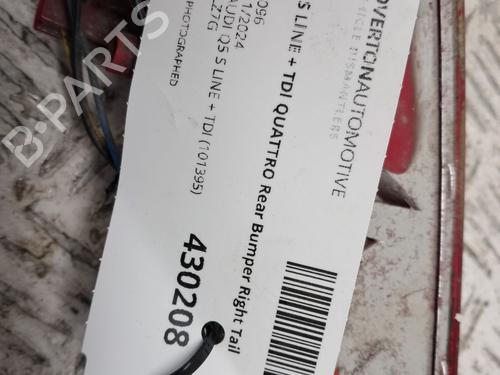 OVERTONAUTOMOTIVE
VEHICLE DISMANTLERS
S LINE + TDI QUATTRO Rear Bumper Right Tail
096
1/2024
AUDI Q5 S LINE + TDI (101395)
Z7G
PHOTOGRAPHED
430208
B-PARTS